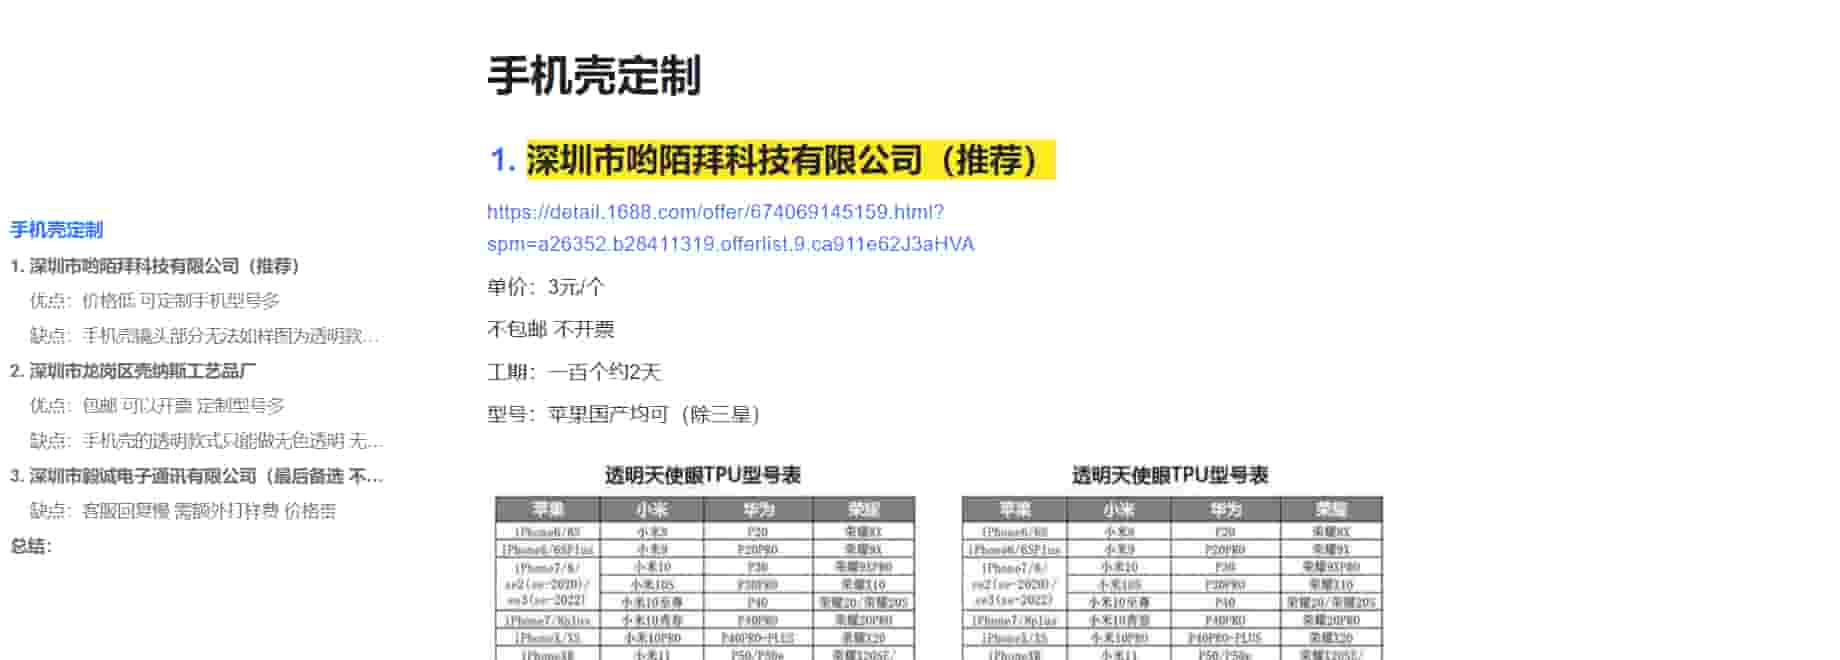 手机壳定制
1. 深圳市哟陌拜科技有限公司（推荐）
优点：价格低 可定制手机型号多
缺点：手机壳镜头部分无法如样图为透明款...
2. 深圳市龙岗区壳纳斯工艺品厂
优点：包邮 可以开票 定制型号多
缺点：手机壳的透明款式只能做无色透明 无...
3. 深圳市毅诚电子通讯有限公司（最后备选 不...
缺点：客服回复慢 需额外打样费 价格贵
总结：
手机壳定制
1. 深圳市哟陌拜科技有限公司（推荐）
https://detail.1688.com/offer/674069145159.html?
spm=a26352.b28411319.offerlist.9.ca911e62J3aHVA
单价：3元/个
不包邮 不开票
工期：一百个约2天
型号：苹果国产均可（除三星）
透明天使眼TPU型号表
苹果 小米 华为 荣耀
iPhone6/6S 小米8 P20 荣耀8X
iPhone6/6SPlus 小米9 P20PRO 荣耀9X
iPhone7/8/ 小米10 P30 荣耀9XPRO
se2(se-2020)/ 小米10S P30PRO 荣耀X10
se3(se-2022) 小米10至尊 P40 荣耀20/荣耀20S
iPhone7/8plus 小米10青春 P40PRO 荣耀20PRO
iPhoneX/XS 小米10PRO P40PRO-PLUS 荣耀X20
iPhoneXR 小米11 P50/P50e 荣耀X20SE/
透明天使眼TPU型号表
苹果 小米 华为 荣耀
iPhone6/6S 小米8 P20 荣耀8X
iPhone6/6SPlus 小米9 P20PRO 荣耀9X
iPhone7/8/ 小米10 P30 荣耀9XPRO
se2(se-2020)/ 小米10S P30PRO 荣耀X10
se3(se-2022) 小米10至尊 P40 荣耀20/荣耀20S
iPhone7/8plus 小米10青春 P40PRO 荣耀20PRO
iPhoneX/XS 小米10PRO P40PRO-PLUS 荣耀X20
iPhoneXR 小米11 P50/P50e 荣耀X20SE/